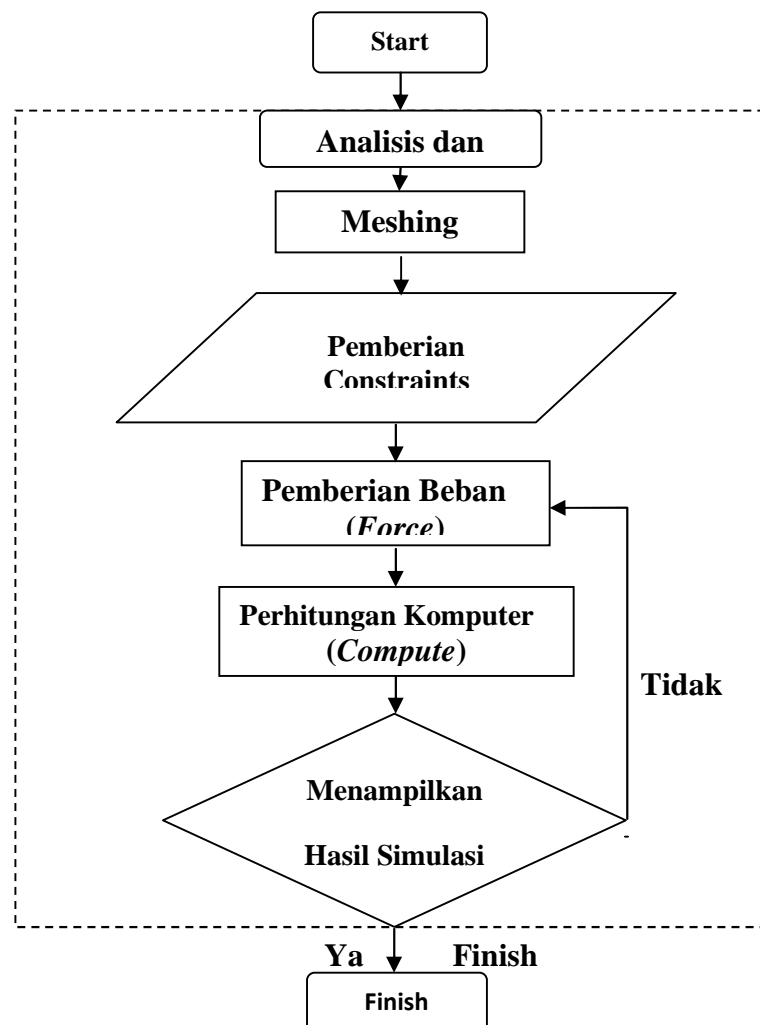 Start
Analisis dan
Meshing
Pemberian
Constraints
Pemberian Beban
(Force)
Perhitungan Komputer
(Compute)
Tidak
Menampilkan
Hasil Simulasi
Ya Finish
Finish